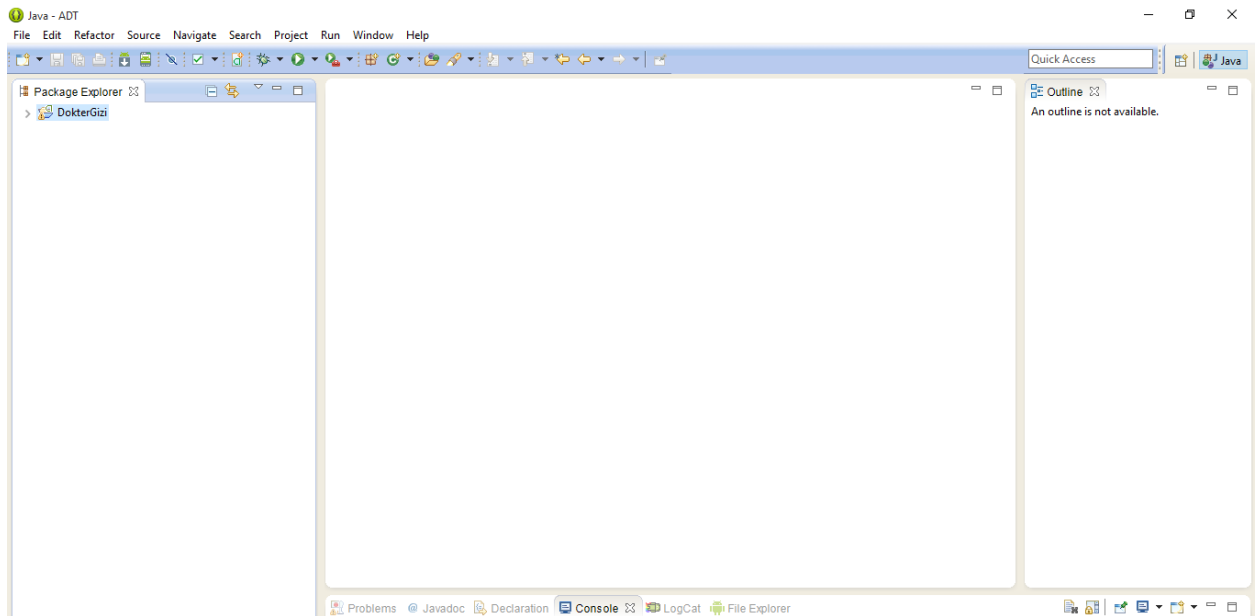 Java - ADT
File Edit Refactor Source Navigate Search Project Run Window Help
Quick Access
Java
Package Explorer
Outline
DokterGizi
An outline is not available.
Problems @ Javadoc Declaration Console LogCat File Explorer